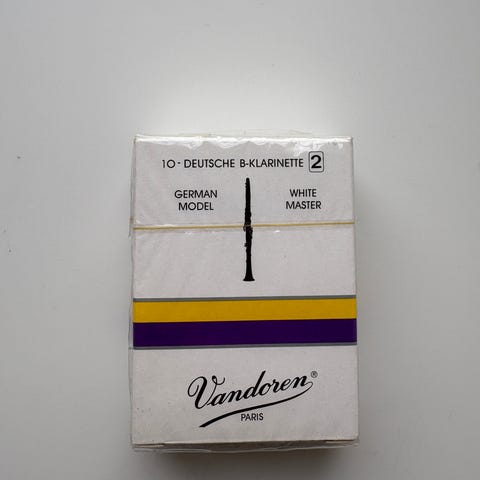 10 - DEUTSCHE B-KLARINETTE 2
GERMAN MODEL
WHITE MASTER
Vandoren®
PARIS